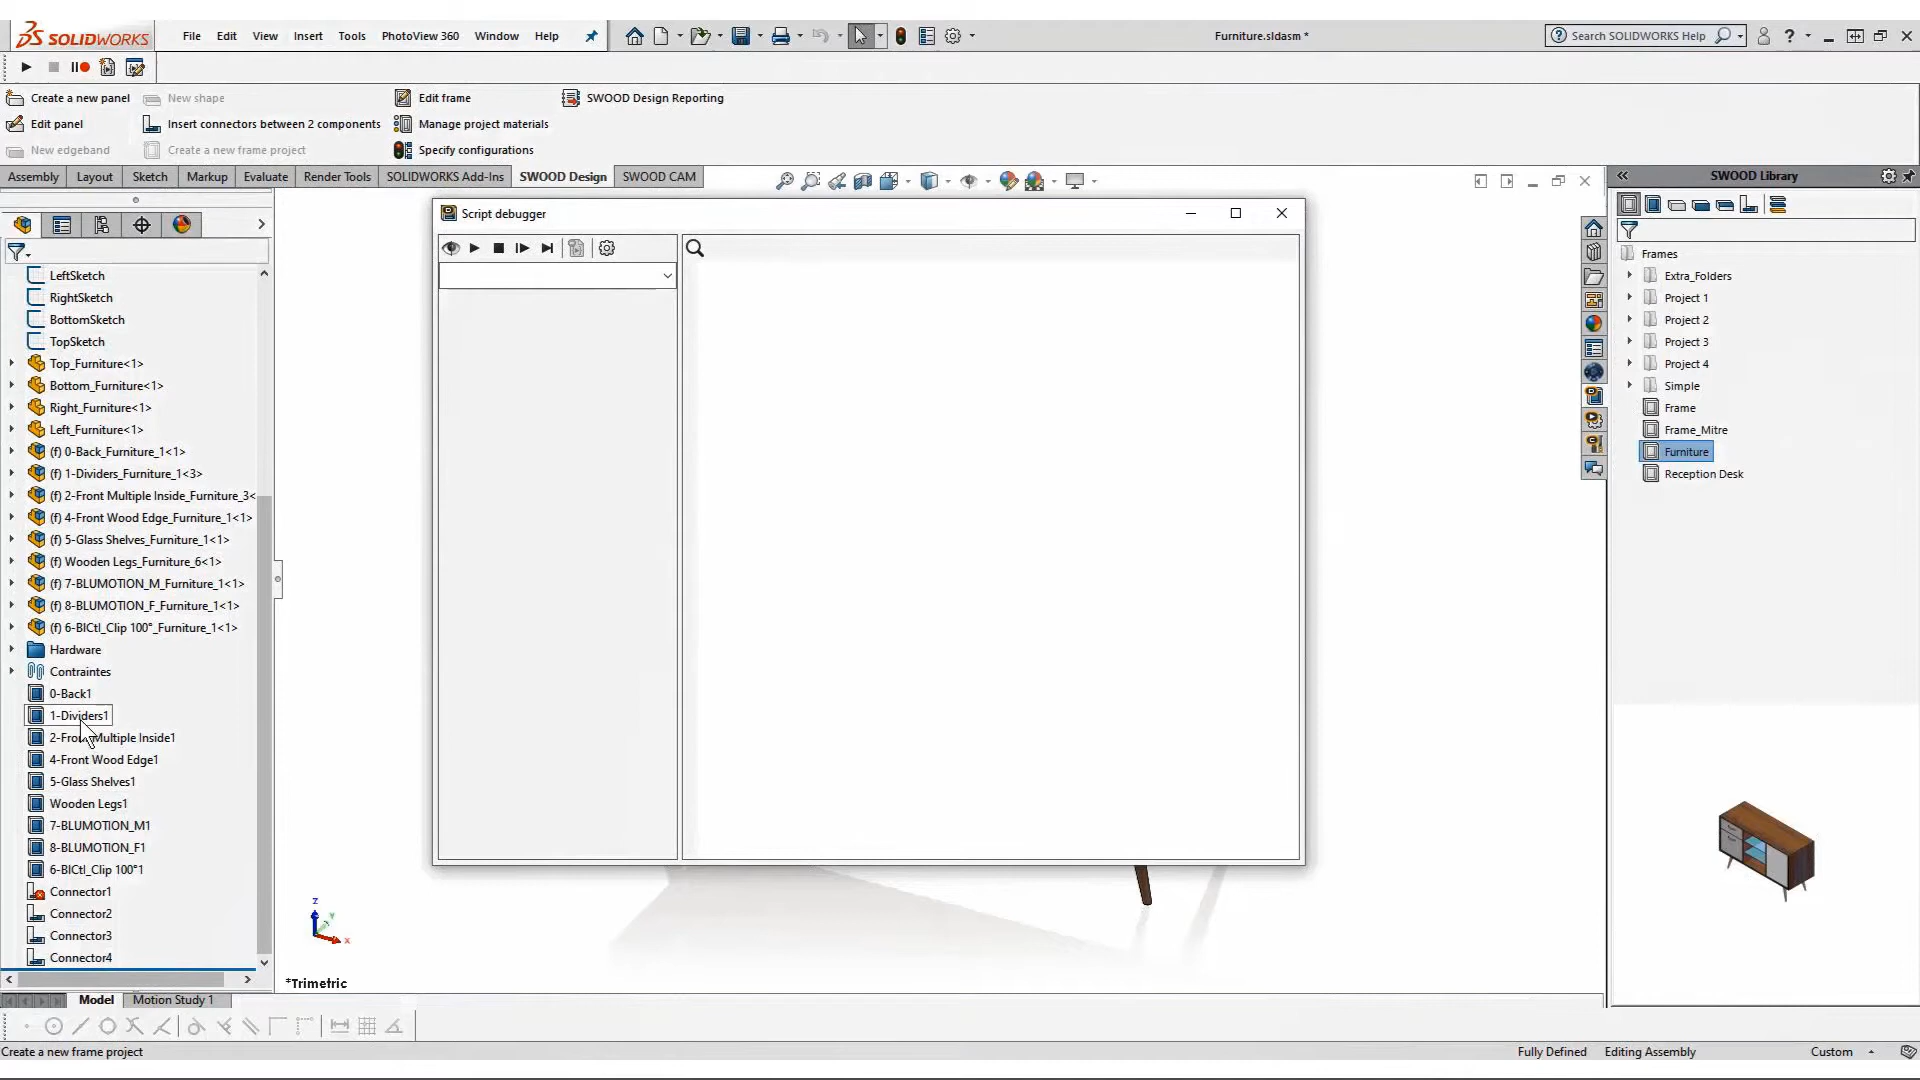 SOLIDWORKS File Edit View Insert Tools PhotoView 360 Window Help Furniture.sldasm * Search SOLIDWORKS Help
Create a new panel New shape Edit frame SWOOD Design Reporting
Edit panel Insert connectors between 2 components Manage project materials
New edgeband Create a new frame project Specify configurations
Assembly Layout Sketch Markup Evaluate Render Tools SOLIDWORKS Add-Ins SWOOD Design SWOOD CAM
SWOOD Library
Script debugger
LeftSketch
RightSketch
BottomSketch
TopSketch
Top_Furniture<1>
Bottom_Furniture<1>
Right_Furniture<1>
Left_Furniture<1>
(f) 0-Back_Furniture_1<1>
(f) 1-Dividers_Furniture_1<3>
(f) 2-Front Multiple Inside_Furniture_3<
(f) 4-Front Wood Edge_Furniture_1<1>
(f) 5-Glass Shelves_Furniture_1<1>
(f) Wooden Legs_Furniture_6<1>
(f) 7-BLUMOTION_M_Furniture_1<1>
(f) 8-BLUMOTION_F_Furniture_1<1>
(f) 6-BlCtl_Clip 100°_Furniture_1<1>
Hardware
Contraintes
0-Back1
1-Dividers1
2-Front Multiple Inside1
4-Front Wood Edge1
5-Glass Shelves1
Wooden Legs1
7-BLUMOTION_M1
8-BLUMOTION_F1
6-BlCtl_Clip 100°1
Connector1
Connector2
Connector3
Connector4
Frames
Extra_Folders
Project 1
Project 2
Project 3
Project 4
Simple
Frame
Frame_Mitre
Furniture
Reception Desk
Z
Y
X
*Trimetric
Model Motion Study 1
Create a new frame project Fully Defined Editing Assembly Custom